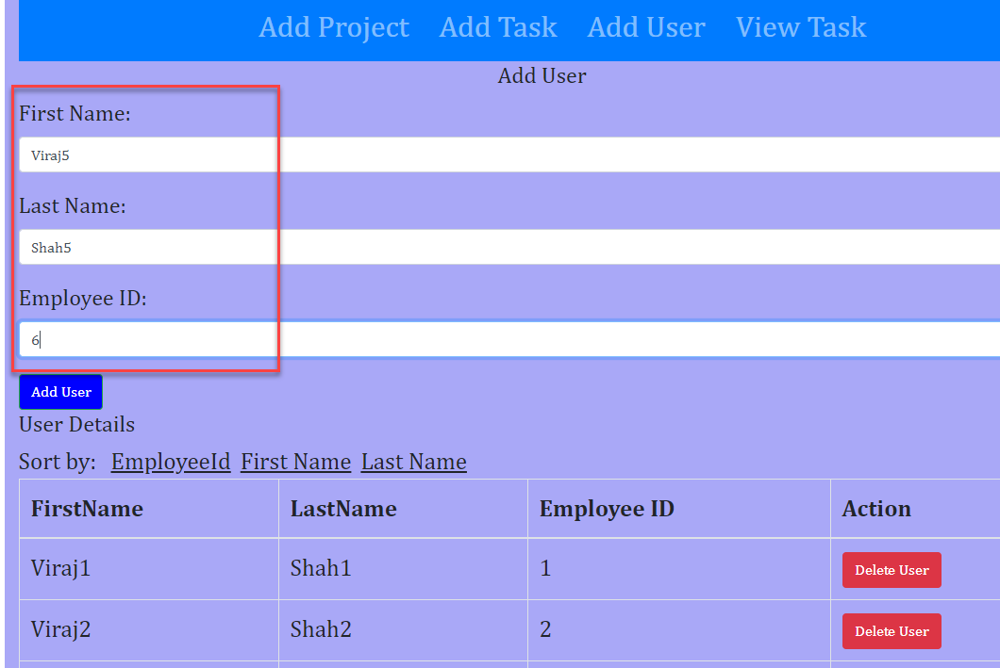 Add Project Add Task Add User View Task
Add User
First Name:
Viraj5
Last Name:
Shah5
Employee ID:
6
Add User
User Details
Sort by: EmployeeId First Name Last Name
FirstName LastName Employee ID Action
Viraj1 Shah1 1 Delete User
Viraj2 Shah2 2 Delete User